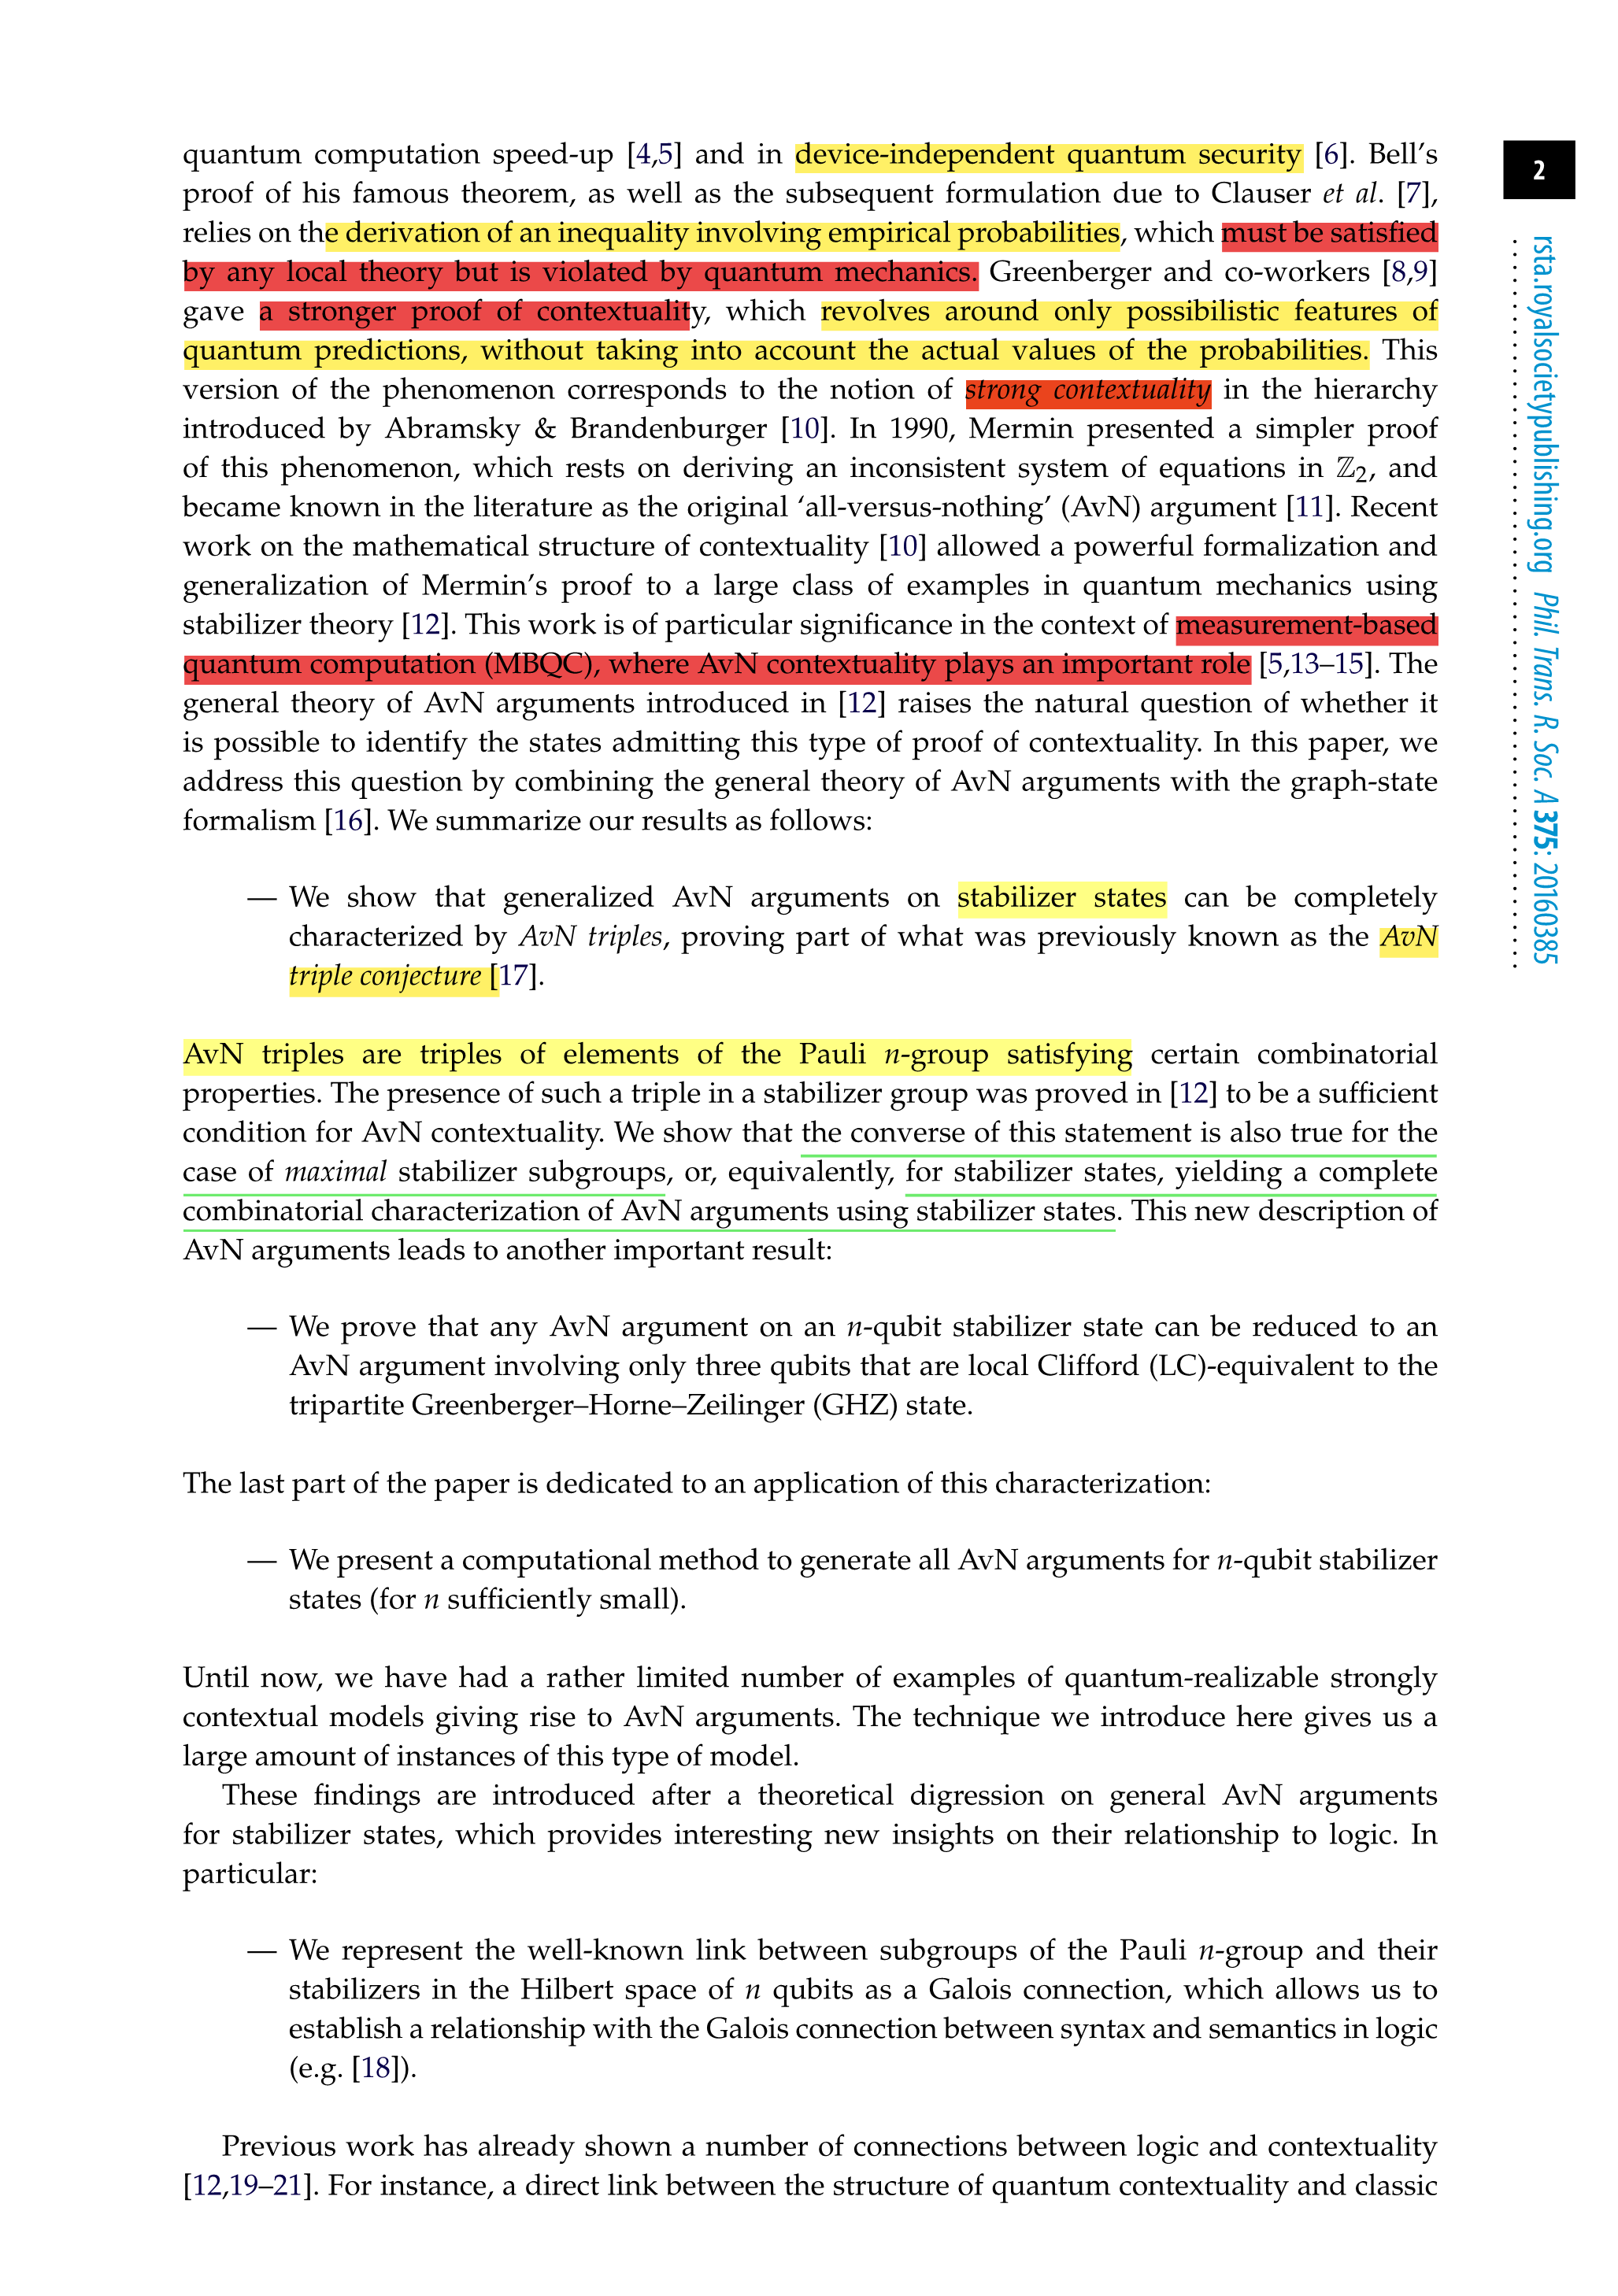 quantum computation speed-up [4,5] and in device-independent quantum security [6]. Bell’s
proof of his famous theorem, as well as the subsequent formulation due to Clauser et al. [7],
relies on the derivation of an inequality involving empirical probabilities, which must be satisfied
by any local theory but is violated by quantum mechanics. Greenberger and co-workers [8,9]
gave a stronger proof of contextuality, which revolves around only possibilistic features of
quantum predictions, without taking into account the actual values of the probabilities. This
version of the phenomenon corresponds to the notion of strong contextuality in the hierarchy
introduced by Abramsky & Brandenburger [10]. In 1990, Mermin presented a simpler proof
of this phenomenon, which rests on deriving an inconsistent system of equations in ℤ₂, and
became known in the literature as the original ‘all-versus-nothing’ (AvN) argument [11]. Recent
work on the mathematical structure of contextuality [10] allowed a powerful formalization and
generalization of Mermin’s proof to a large class of examples in quantum mechanics using
stabilizer theory [12]. This work is of particular significance in the context of measurement-based
quantum computation (MBQC), where AvN contextuality plays an important role [5,13–15]. The
general theory of AvN arguments introduced in [12] raises the natural question of whether it
is possible to identify the states admitting this type of proof of contextuality. In this paper, we
address this question by combining the general theory of AvN arguments with the graph-state
formalism [16]. We summarize our results as follows:
— We show that generalized AvN arguments on stabilizer states can be completely
characterized by AvN triples, proving part of what was previously known as the AvN
triple conjecture [17].
AvN triples are triples of elements of the Pauli n-group satisfying certain combinatorial
properties. The presence of such a triple in a stabilizer group was proved in [12] to be a sufficient
condition for AvN contextuality. We show that the converse of this statement is also true for the
case of maximal stabilizer subgroups, or, equivalently, for stabilizer states, yielding a complete
combinatorial characterization of AvN arguments using stabilizer states. This new description of
AvN arguments leads to another important result:
— We prove that any AvN argument on an n-qubit stabilizer state can be reduced to an
AvN argument involving only three qubits that are local Clifford (LC)-equivalent to the
tripartite Greenberger–Horne–Zeilinger (GHZ) state.
The last part of the paper is dedicated to an application of this characterization:
— We present a computational method to generate all AvN arguments for n-qubit stabilizer
states (for n sufficiently small).
Until now, we have had a rather limited number of examples of quantum-realizable strongly
contextual models giving rise to AvN arguments. The technique we introduce here gives us a
large amount of instances of this type of model.
These findings are introduced after a theoretical digression on general AvN arguments
for stabilizer states, which provides interesting new insights on their relationship to logic. In
particular:
— We represent the well-known link between subgroups of the Pauli n-group and their
stabilizers in the Hilbert space of n qubits as a Galois connection, which allows us to
establish a relationship with the Galois connection between syntax and semantics in logic
(e.g. [18]).
Previous work has already shown a number of connections between logic and contextuality
[12,19–21]. For instance, a direct link between the structure of quantum contextuality and classic
2
rsta.royalsocietypublishing.org Phil. Trans. R. Soc. A 375: 20160385